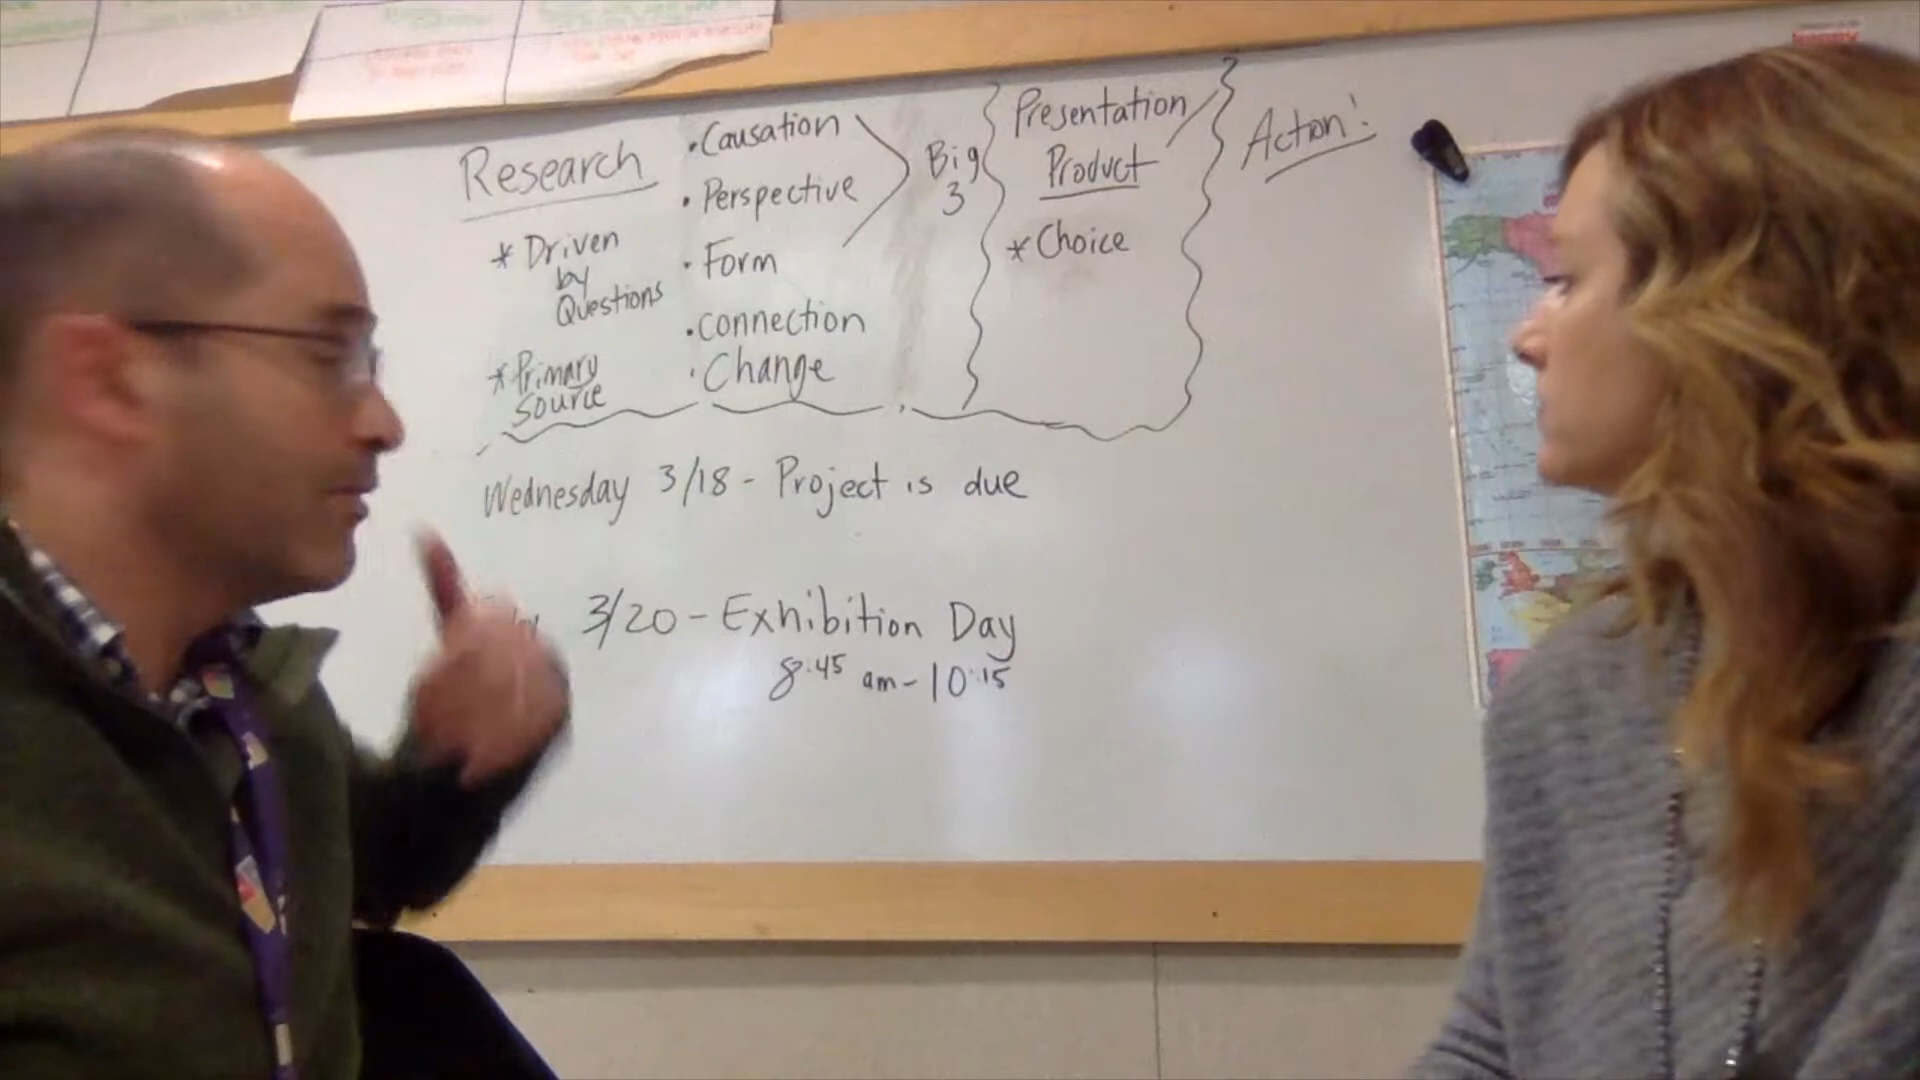 Research
* Driven
by
Questions
* Primary
source
• Causation
• Perspective
• Form
• Connection
• Change
Big
3
Presentation/
Product
* Choice
Action!
Wednesday 3/18 - Project is due
3/20 - Exhibition Day
8:45 am - 10:15